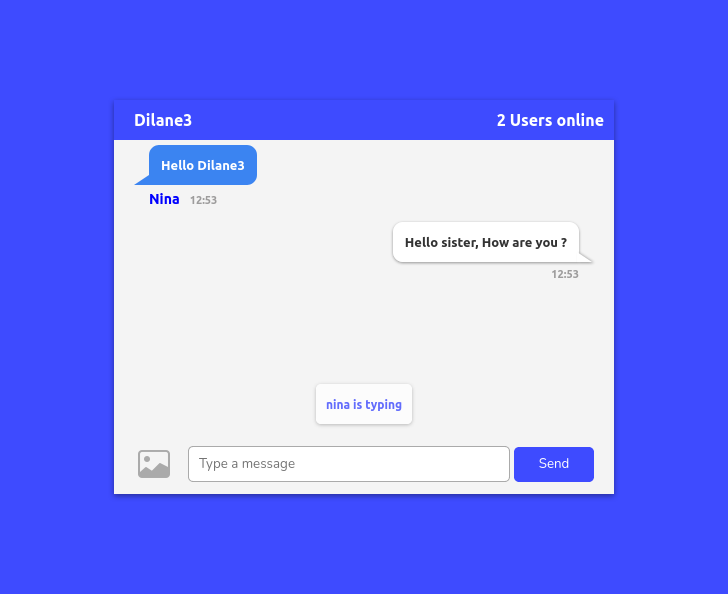 Dilane3
2 Users online
Hello Dilane3
Nina 12:53
Hello sister, How are you ?
12:53
nina is typing
Type a message
Send